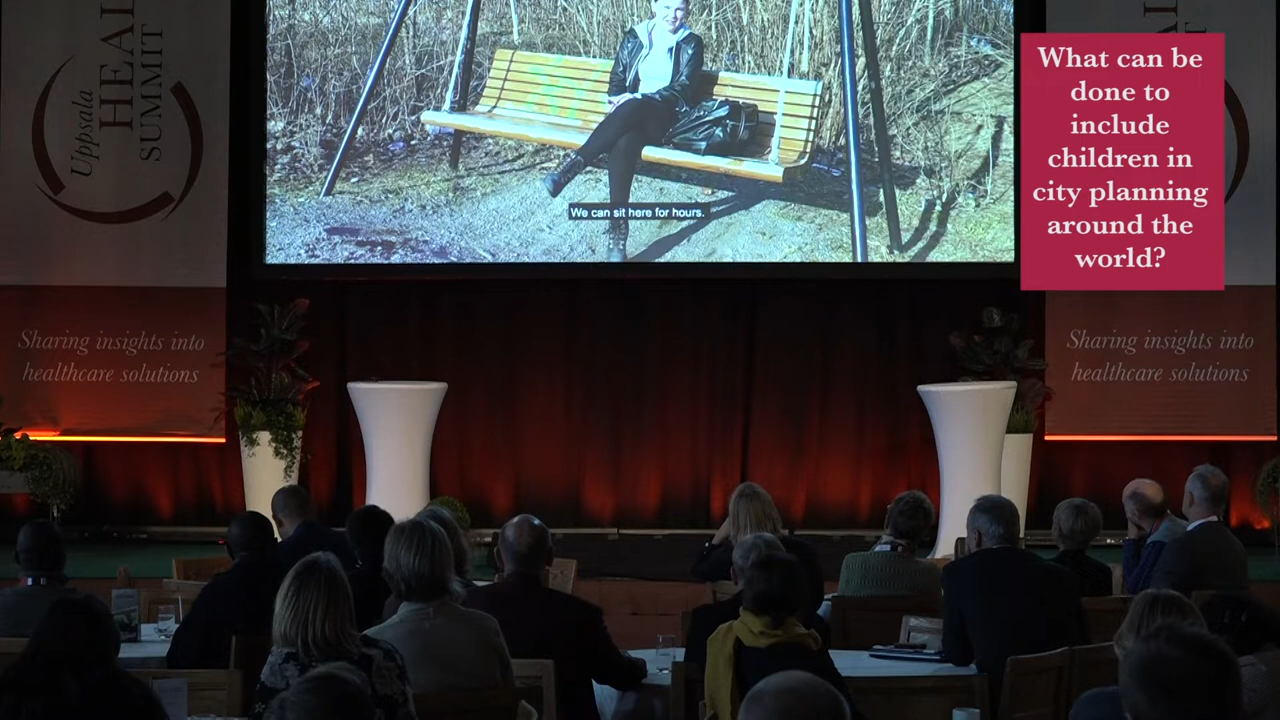 Uppsala
HEAL
SUMMIT
We can sit here for hours.
What can be
done to
include
children in
city planning
around the
world?
Sharing insights into
healthcare solutions
Sharing insights into
healthcare solutions